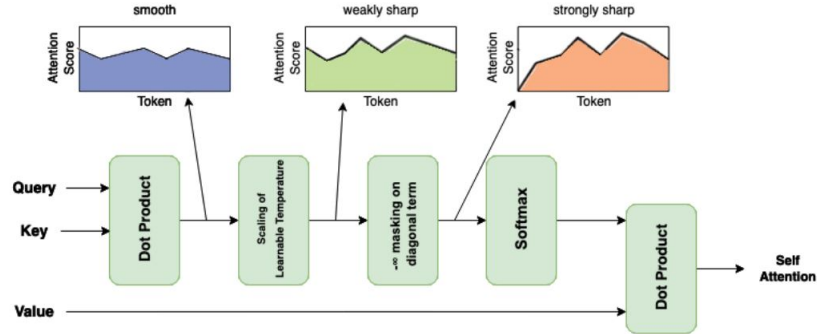 smooth
weakly sharp
strongly sharp
Attention
Score
Token
Attention
Score
Token
Attention
Score
Token
Query
Key
Value
Dot Product
Scaling of
Learnable Temperature
-∞ masking on
diagonal term
Softmax
Dot Product
Self
Attention